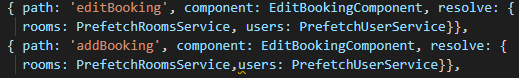 { path: 'editBooking', component: EditBookingComponent, resolve: {
rooms: PrefetchRoomsService, users: PrefetchUserService}},
{ path: 'addBooking', component: EditBookingComponent, resolve: {
rooms: PrefetchRoomsService,users: PrefetchUserService}},